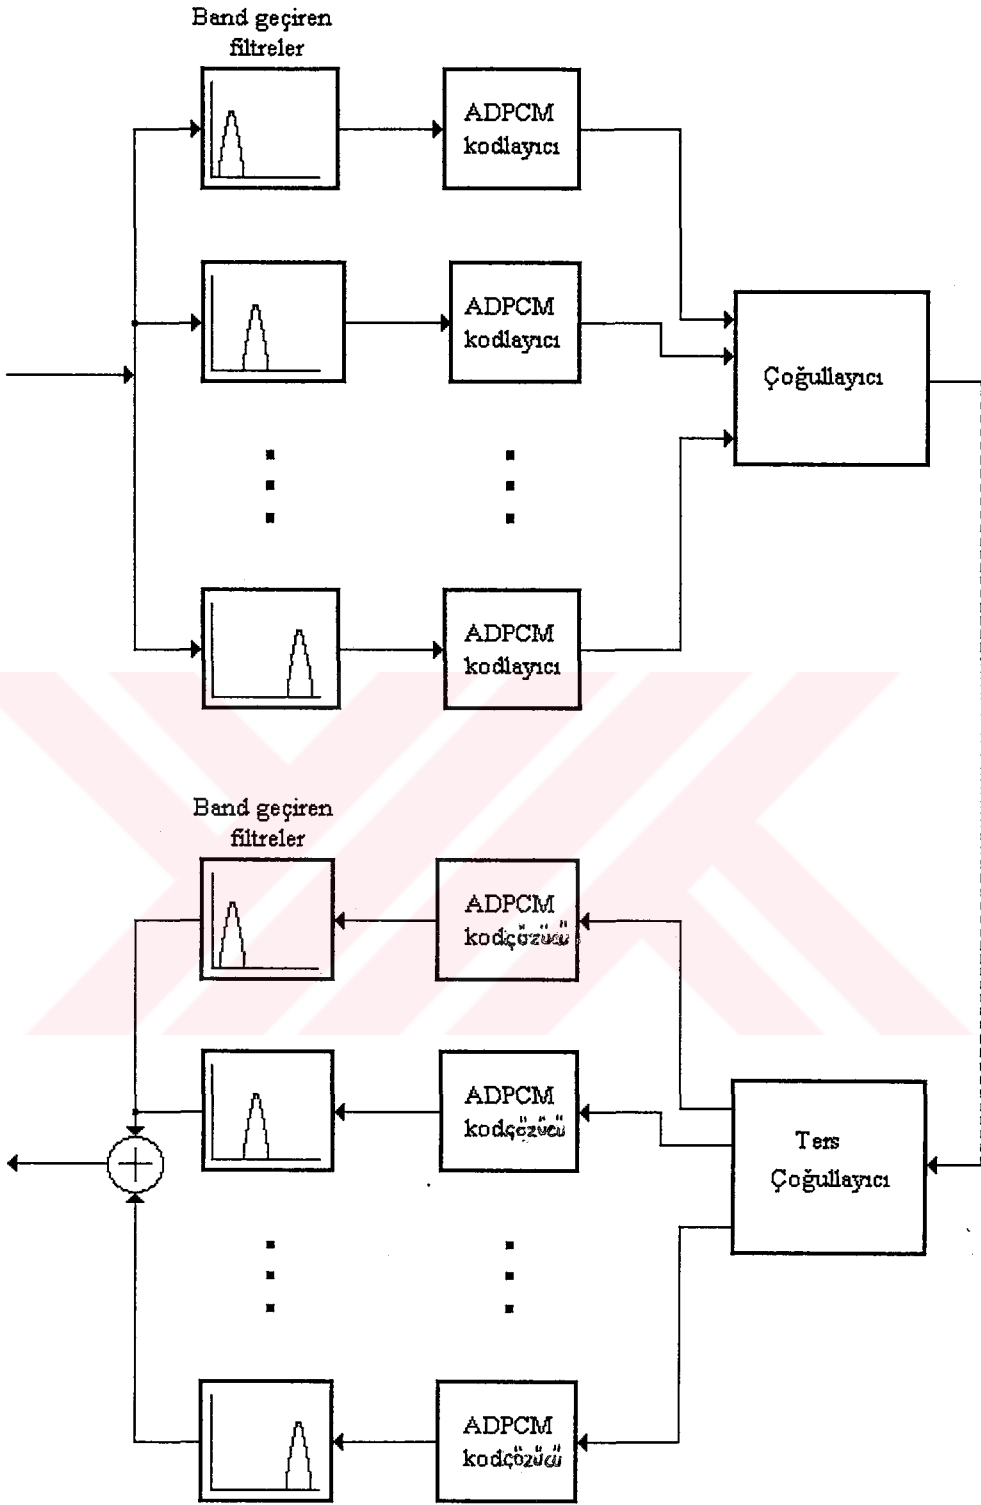 Band geçiren
filtreler
ADPCM
kodlayıcı
ADPCM
kodlayıcı
Çoğullayıcı
ADPCM
kodlayıcı
Band geçiren
filtreler
ADPCM
kodçözücü
ADPCM
kodçözücü
Ters
Çoğullayıcı
ADPCM
kodçözücü